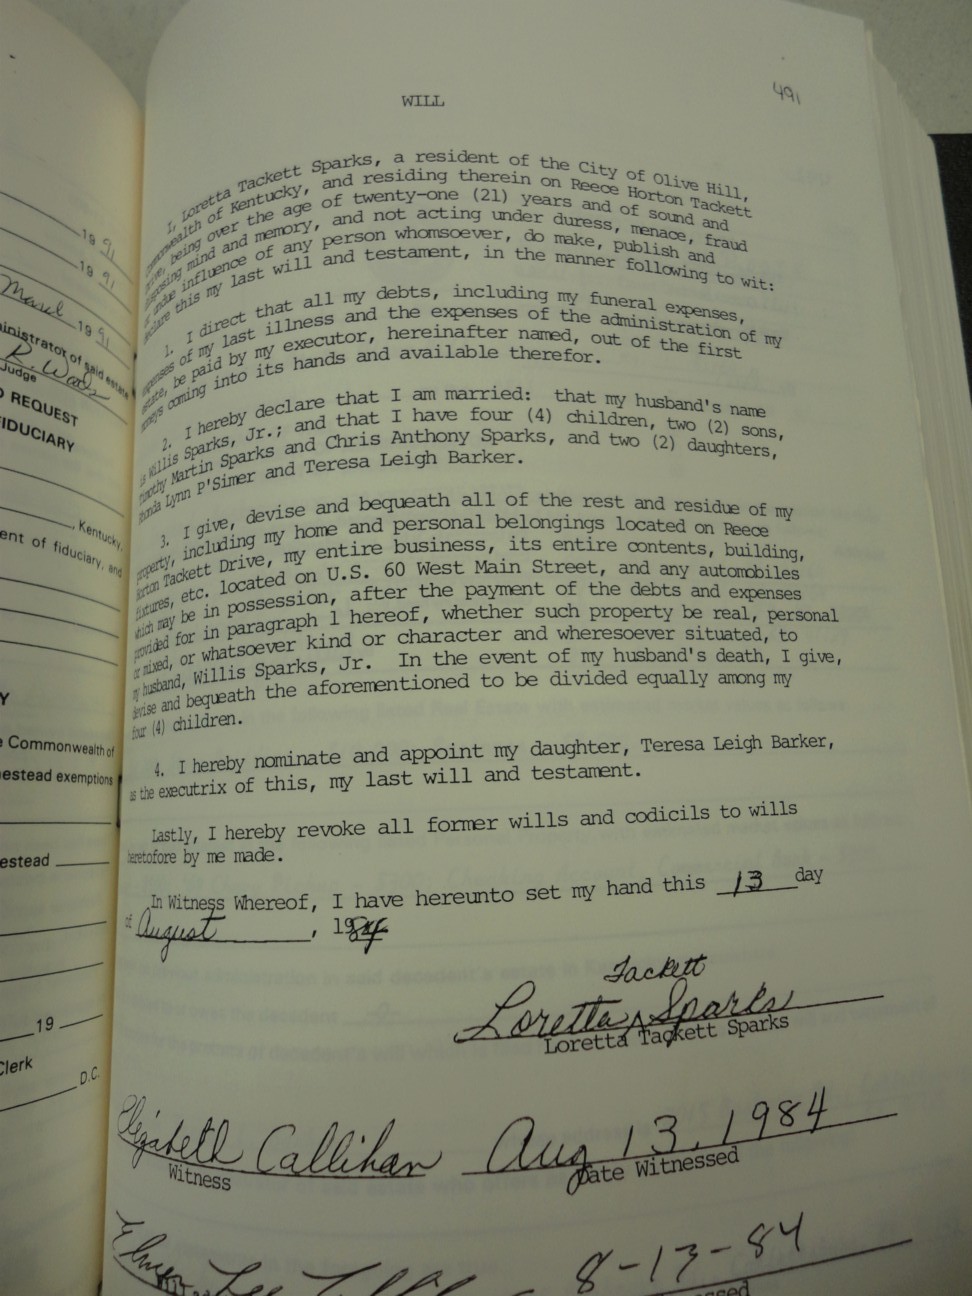 19 91
19 91
March 19 91
ministrator of said estate
Judge
O REQUEST
FIDUCIARY
, Kentucky,
ent of fiduciary, and
Y
e Commonwealth of
estead exemptions
estead
19
Clerk
D.C.
491
WILL
I, Loretta Tackett Sparks, a resident of the City of Olive Hill,
Commonwealth of Kentucky, and residing therein on Reece Horton Tackett
Drive, being over the age of twenty-one (21) years and of sound and
disposing mind and memory, and not acting under duress, menace, fraud
or undue influence of any person whomsoever, do make, publish and
declare this my last will and testament, in the manner following to wit:
1. I direct that all my debts, including my funeral expenses,
expenses of my last illness and the expenses of the administration of my
estate, be paid by my executor, hereinafter named, out of the first
moneys coming into its hands and available therefor.
2. I hereby declare that I am married: that my husband's name
is Willis Sparks, Jr.; and that I have four (4) children, two (2) sons,
Timothy Martin Sparks and Chris Anthony Sparks, and two (2) daughters,
Rhonda Lynn P'Simer and Teresa Leigh Barker.
3. I give, devise and bequeath all of the rest and residue of my
property, including my home and personal belongings located on Reece
Horton Tackett Drive, my entire business, its entire contents, building,
fixtures, etc. located on U.S. 60 West Main Street, and any automobiles
which may be in possession, after the payment of the debts and expenses
provided for in paragraph 1 hereof, whether such property be real, personal
or mixed, or whatsoever kind or character and wheresoever situated, to
my husband, Willis Sparks, Jr. In the event of my husband's death, I give,
devise and bequeath the aforementioned to be divided equally among my
four (4) children.
4. I hereby nominate and appoint my daughter, Teresa Leigh Barker,
as the executrix of this, my last will and testament.
Lastly, I hereby revoke all former wills and codicils to wills
heretofore by me made.
In Witness Whereof, I have hereunto set my hand this 13 day
of August, 1984
Tackett
Loretta Sparks
Loretta Tackett Sparks
Elizabeth Callihan Aug 13, 1984
Witness Date Witnessed
Lee 8-13-84